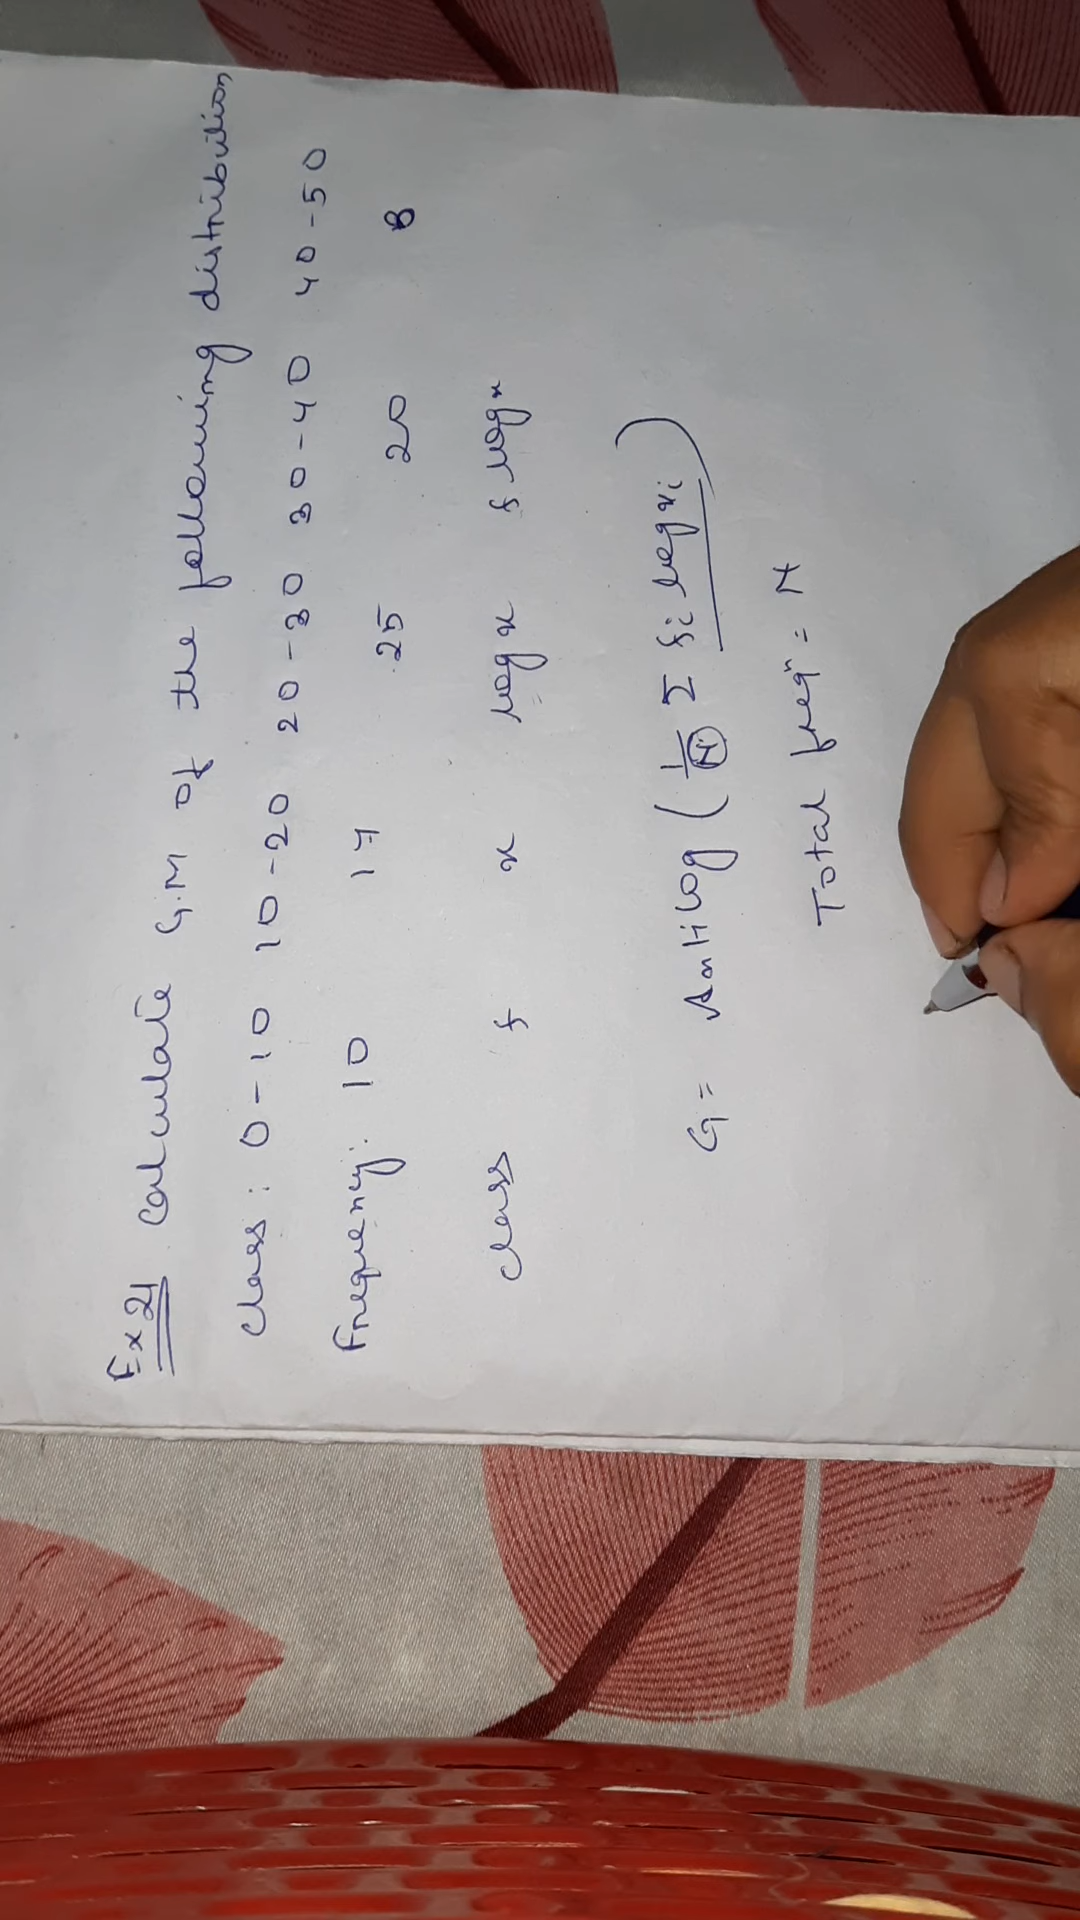 Ex 21 Calculate G.M of the following distribution
Class: 0-10 10-20 20-30 30-40 40-50
Frequency: 10 17 25 20 8
class f x log x f log x
G = Antilog ( 1/N Σ fi log xi )
Total freqⁿ = N